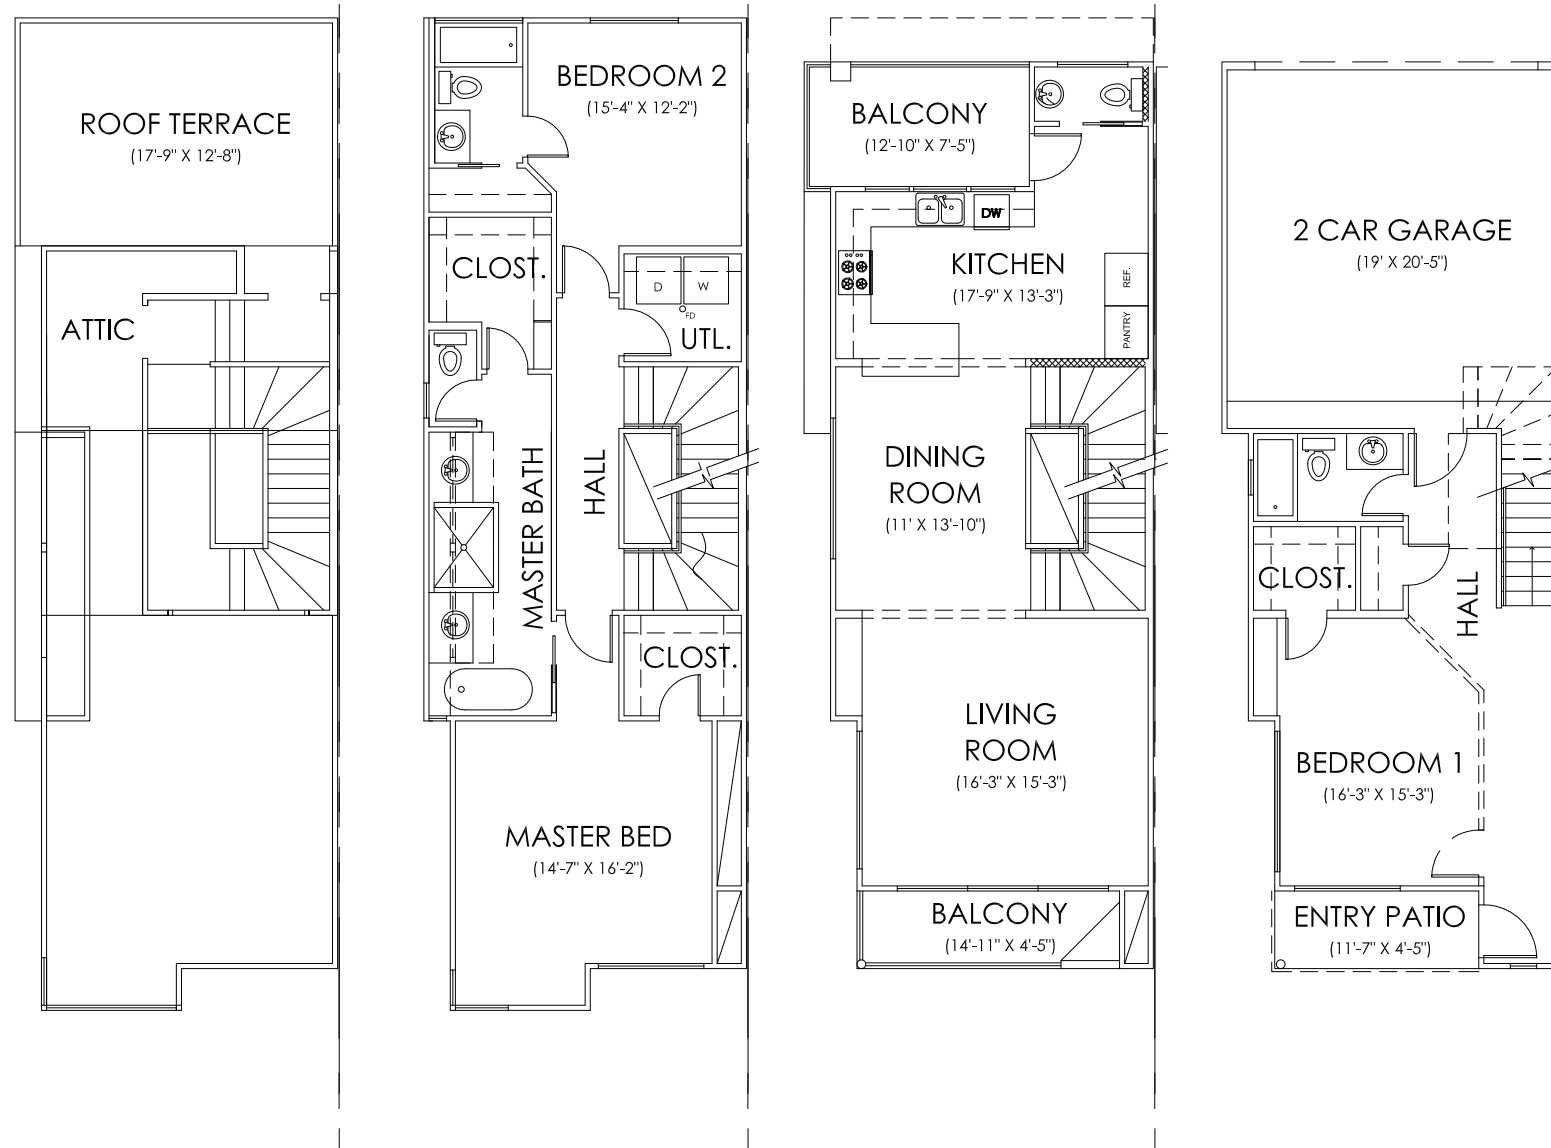 ROOF TERRACE
(17'-9" X 12'-8")
ATTIC
BEDROOM 2
(15'-4" X 12'-2")
CLOST.
D
W
FD
UTL.
MASTER BATH
HALL
CLOST.
MASTER BED
(14'-7" X 16'-2")
BALCONY
(12'-10" X 7'-5")
DW
KITCHEN
(17'-9" X 13'-3")
REF.
PANTRY
DINING
ROOM
(11' X 13'-10")
LIVING
ROOM
(16'-3" X 15'-3")
BALCONY
(14'-11" X 4'-5")
2 CAR GARAGE
(19' X 20'-5")
CLOST.
HALL
BEDROOM 1
(16'-3" X 15'-3")
ENTRY PATIO
(11'-7" X 4'-5")